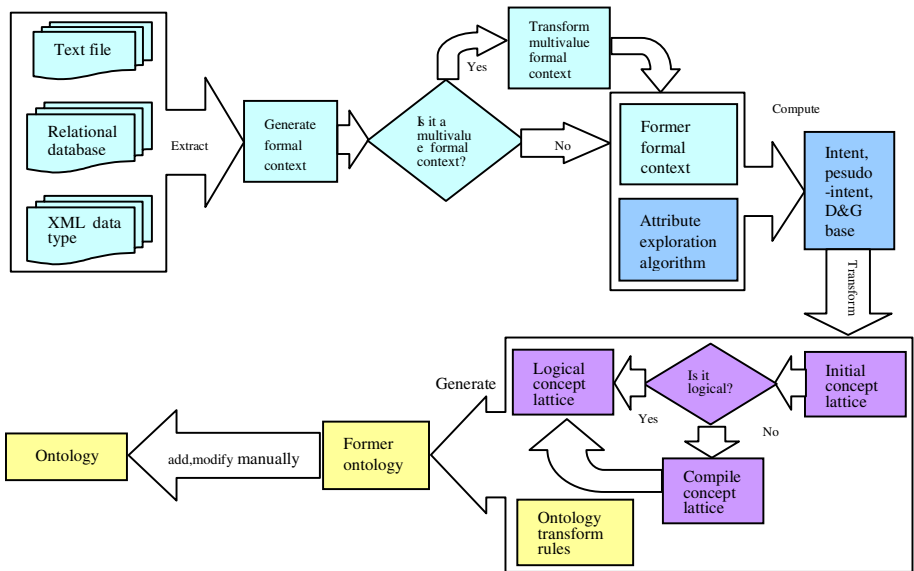 Text file
Relational
database
XML data
type
Extract
Generate
formal
context
Is it a
multivalu
e formal
context?
Yes
Transform
multivalue
formal
context
No
Former
formal
context
Attribute
exploration
algorithm
Compute
Intent,
pesudo
-intent,
D&G
base
Transform
Initial
concept
lattice
Is it
logical?
Yes
No
Logical
concept
lattice
Compile
concept
lattice
Ontology
transform
rules
Generate
Former
ontology
add,modify manually
Ontology